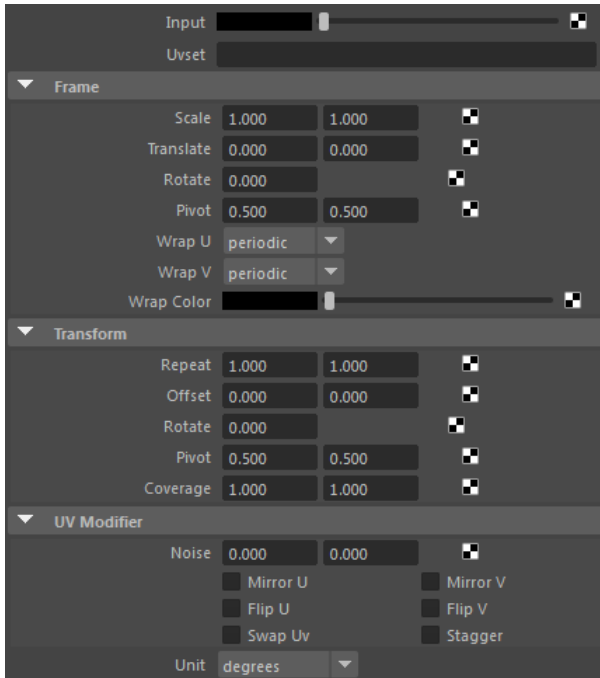 Input
Uvset
Frame
Scale 1.000 1.000
Translate 0.000 0.000
Rotate 0.000
Pivot 0.500 0.500
Wrap U periodic
Wrap V periodic
Wrap Color
Transform
Repeat 1.000 1.000
Offset 0.000 0.000
Rotate 0.000
Pivot 0.500 0.500
Coverage 1.000 1.000
UV Modifier
Noise 0.000 0.000
Mirror U Mirror V
Flip U Flip V
Swap Uv Stagger
Unit degrees